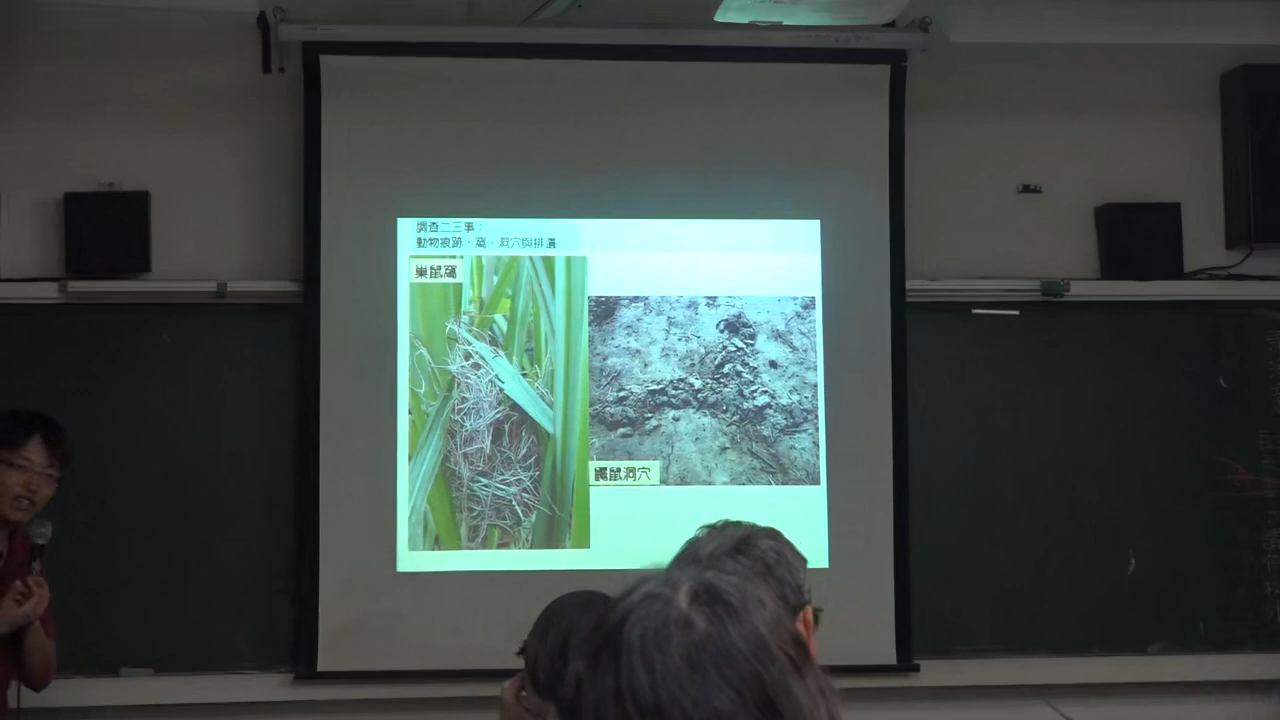 調查二三事：
動物痕跡、窩、洞穴與排遺
巢鼠窩
鼴鼠洞穴